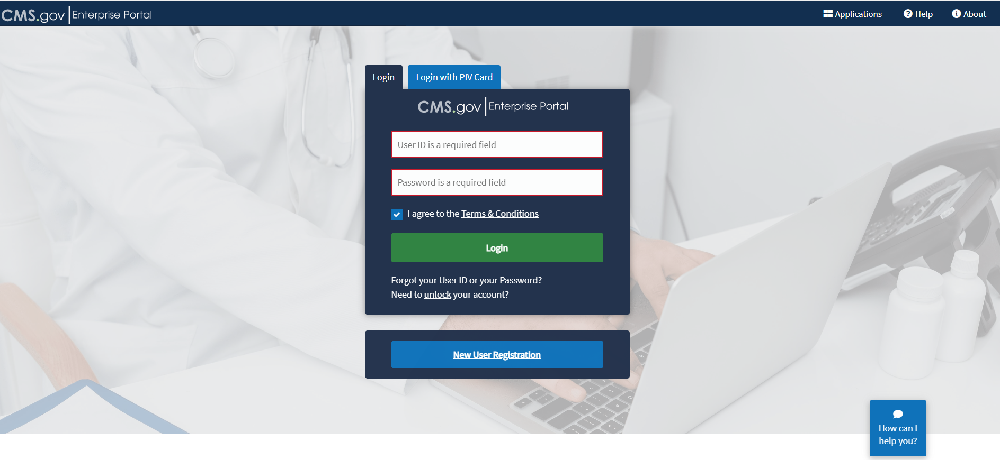 CMS.gov Enterprise Portal
Applications Help About
Login Login with PIV Card
CMS.gov Enterprise Portal
User ID is a required field
Password is a required field
I agree to the Terms & Conditions
Login
Forgot your User ID or your Password?
Need to unlock your account?
New User Registration
How can I
help you?